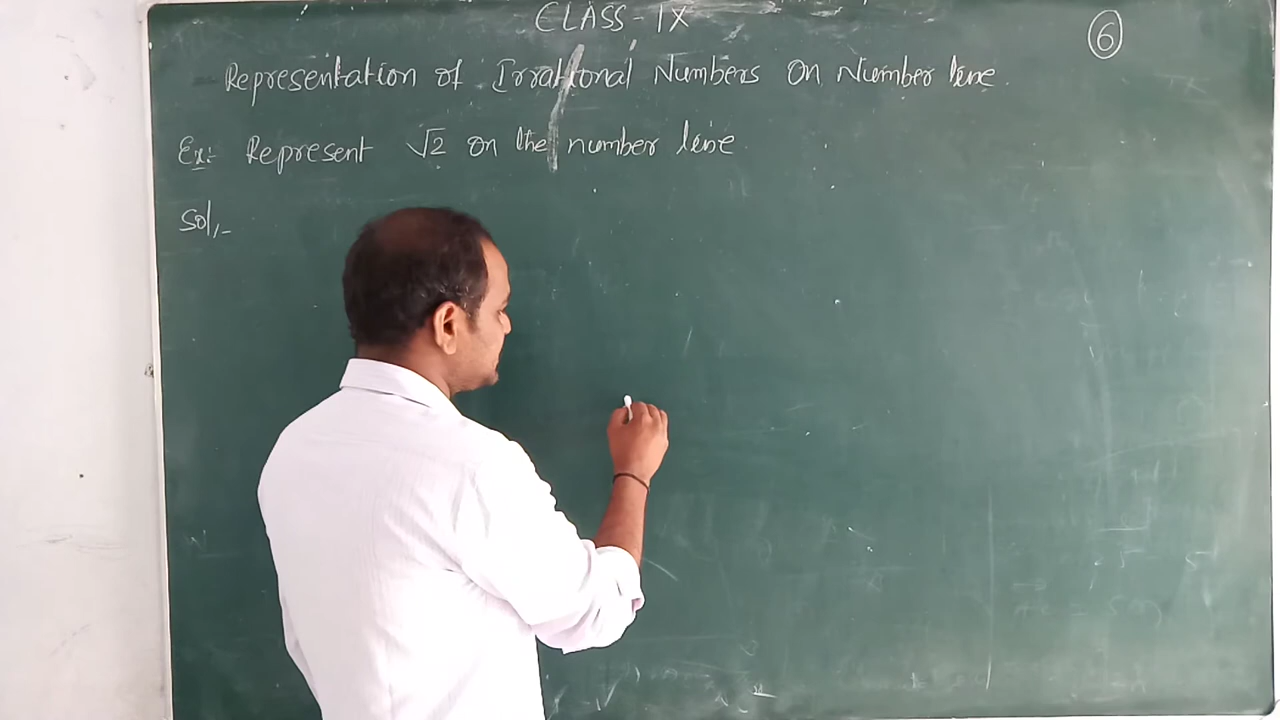 CLASS - IX
6
Representation of Irrational Numbers On Number line.
Ex:- Represent √2 on the number line.
Sol:-